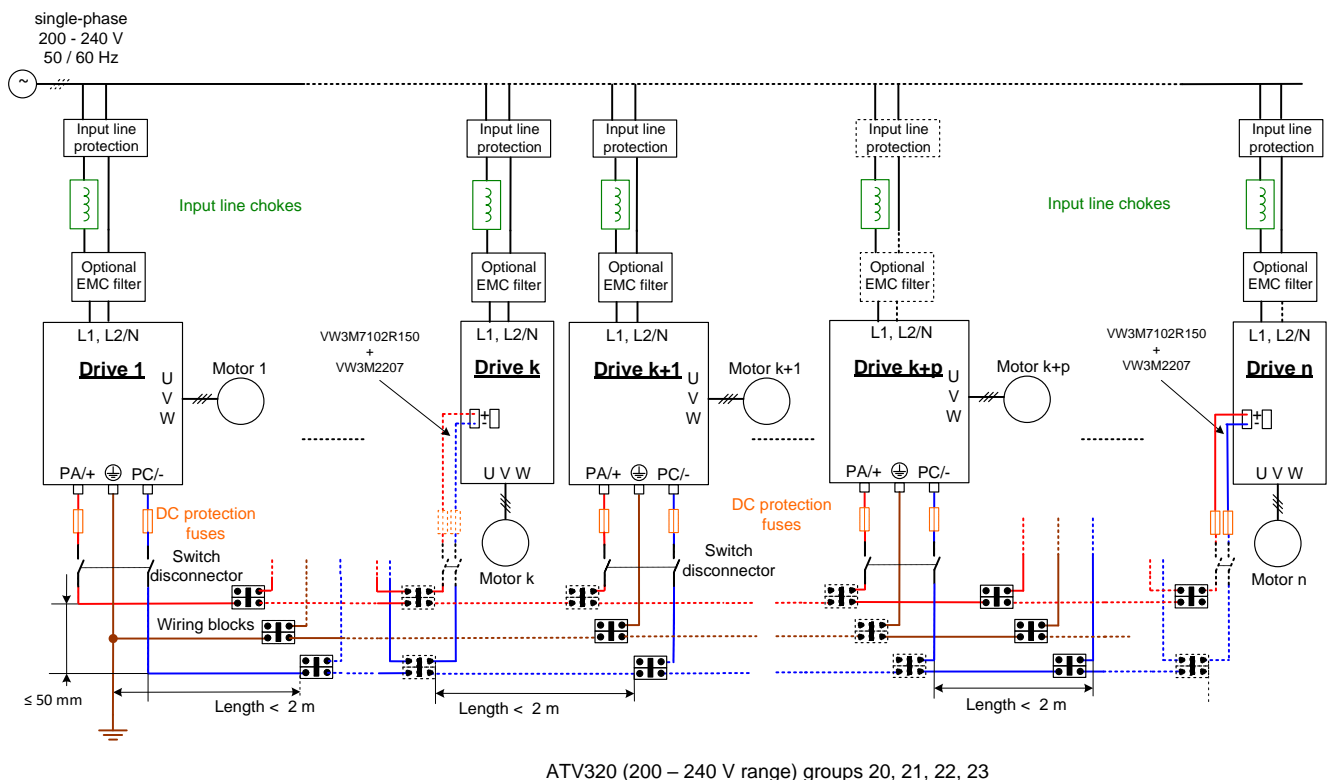 single-phase
200 - 240 V
50 / 60 Hz
~
Input line
protection
Input line
protection
Input line
protection
Input line
protection
Input line
protection
Input line chokes
Input line chokes
Optional
EMC filter
Optional
EMC filter
Optional
EMC filter
Optional
EMC filter
Optional
EMC filter
L1, L2/N
L1, L2/N
L1, L2/N
L1, L2/N
L1, L2/N
VW3M7102R150
+
VW3M2207
VW3M7102R150
+
VW3M2207
Drive 1
Drive k
Drive k+1
Drive k+p
Drive n
Motor 1
Motor k+1
Motor k+p
U
V
W
U
V
W
U
V
W
+
-
+
-
PA/+
PC/-
U V W
PA/+
PC/-
PA/+
PC/-
U V W
DC protection
fuses
DC protection
fuses
Switch
disconnector
Motor k
Switch
disconnector
Motor n
Wiring blocks
≤ 50 mm
Length < 2 m
Length < 2 m
Length < 2 m
ATV320 (200 – 240 V range) groups 20, 21, 22, 23